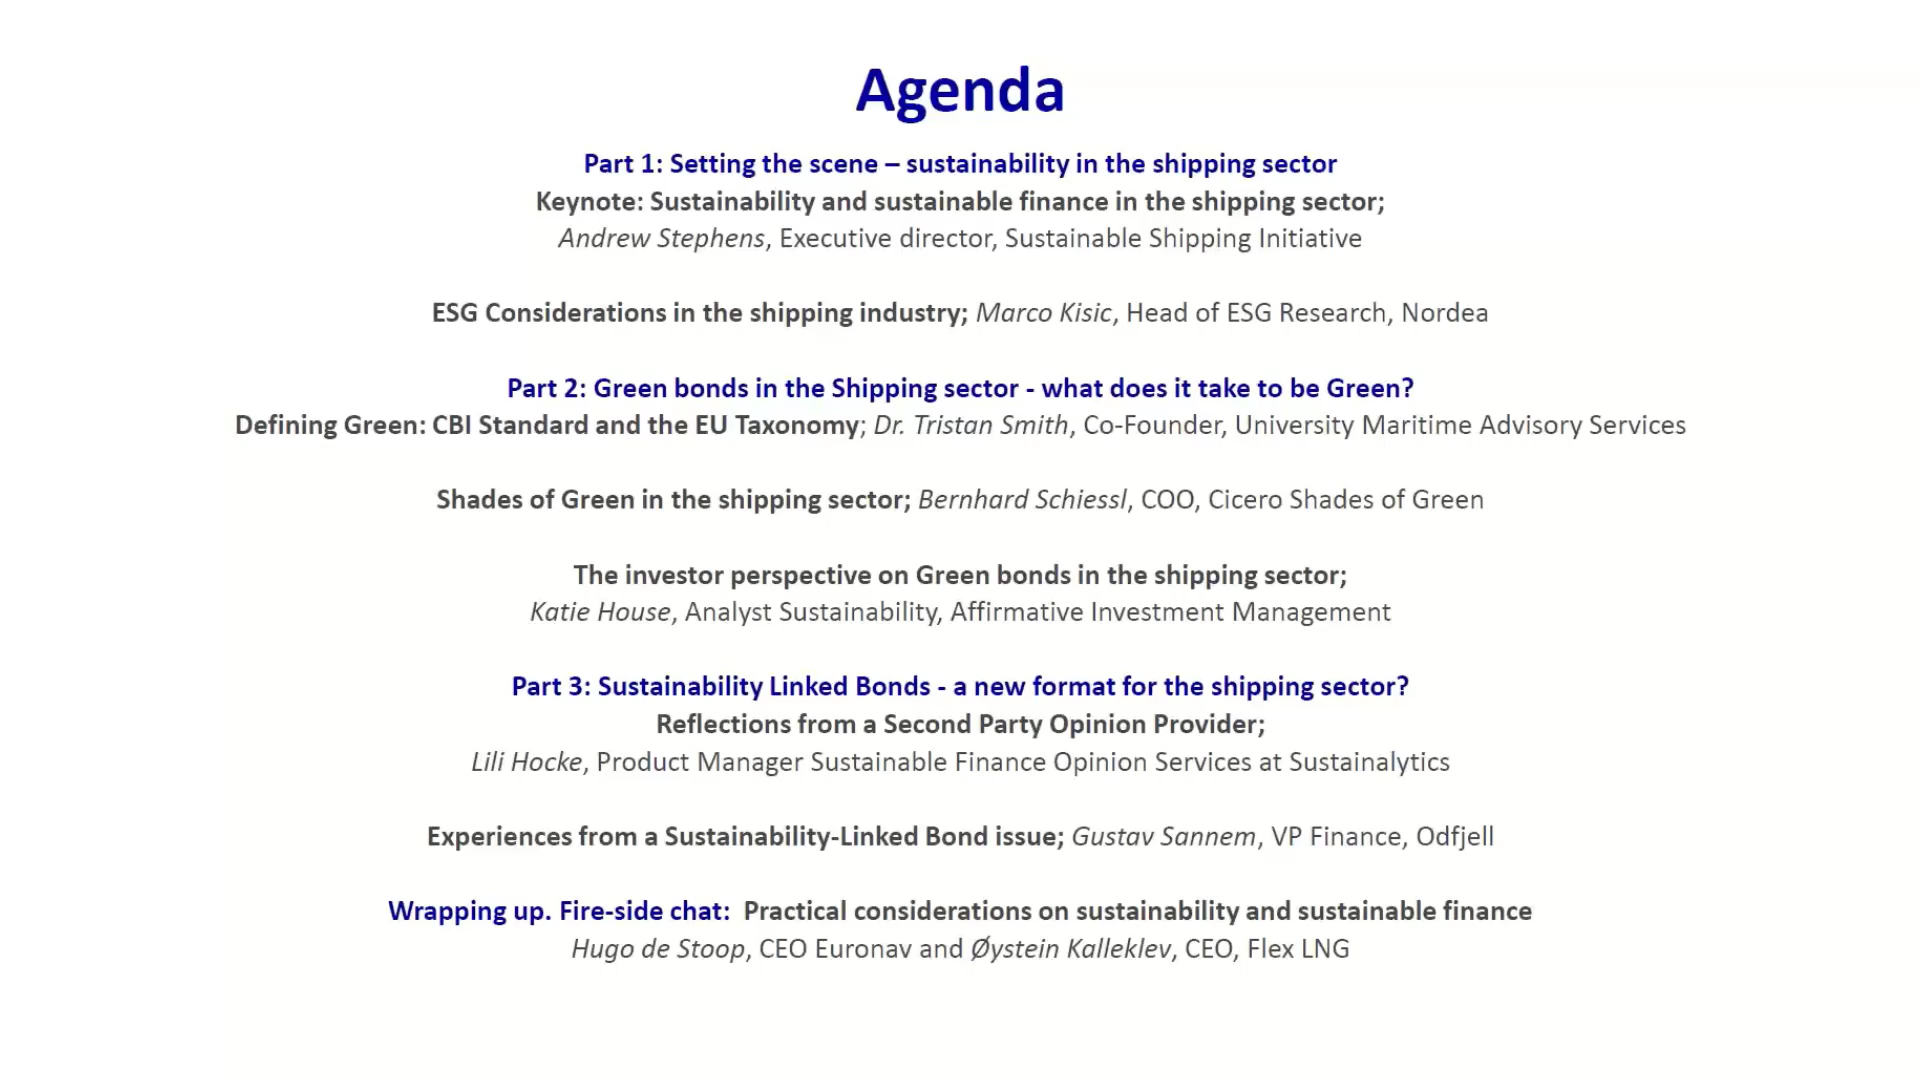 Agenda
Part 1: Setting the scene – sustainability in the shipping sector
Keynote: Sustainability and sustainable finance in the shipping sector;
Andrew Stephens, Executive director, Sustainable Shipping Initiative
ESG Considerations in the shipping industry; Marco Kisic, Head of ESG Research, Nordea
Part 2: Green bonds in the Shipping sector - what does it take to be Green?
Defining Green: CBI Standard and the EU Taxonomy; Dr. Tristan Smith, Co-Founder, University Maritime Advisory Services
Shades of Green in the shipping sector; Bernhard Schiessl, COO, Cicero Shades of Green
The investor perspective on Green bonds in the shipping sector;
Katie House, Analyst Sustainability, Affirmative Investment Management
Part 3: Sustainability Linked Bonds - a new format for the shipping sector?
Reflections from a Second Party Opinion Provider;
Lili Hocke, Product Manager Sustainable Finance Opinion Services at Sustainalytics
Experiences from a Sustainability-Linked Bond issue; Gustav Sannem, VP Finance, Odfjell
Wrapping up. Fire-side chat: Practical considerations on sustainability and sustainable finance
Hugo de Stoop, CEO Euronav and Øystein Kalleklev, CEO, Flex LNG